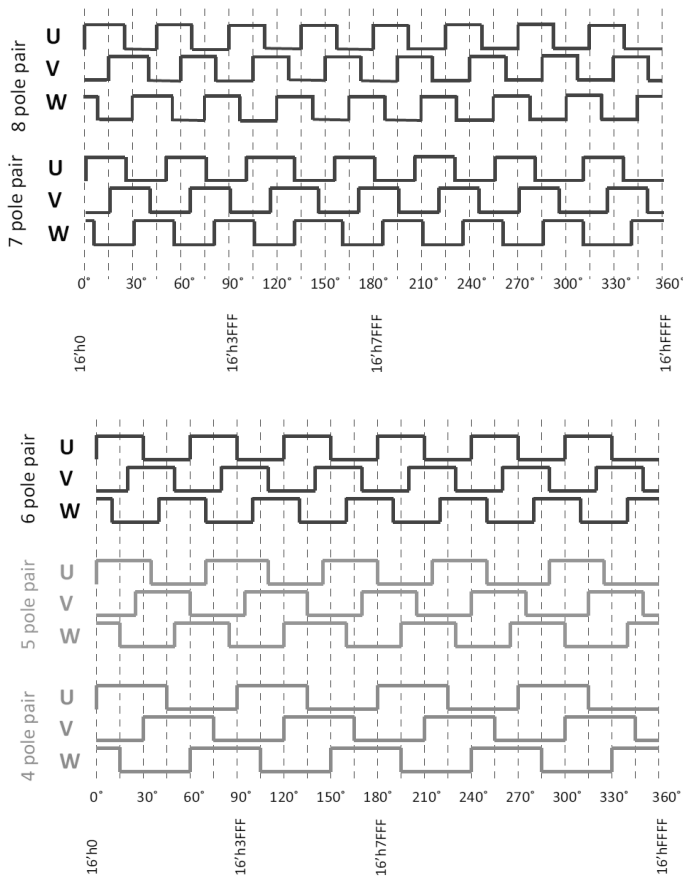 8 pole pair
U
V
W
7 pole pair
U
V
W
0° 30° 60° 90° 120° 150° 180° 210° 240° 270° 300° 330° 360°
16'h0 16'h3FFF 16'h7FFF 16'hFFFF
6 pole pair
U
V
W
5 pole pair
U
V
W
4 pole pair
U
V
W
0° 30° 60° 90° 120° 150° 180° 210° 240° 270° 300° 330° 360°
16'h0 16'h3FFF 16'h7FFF 16'hFFFF